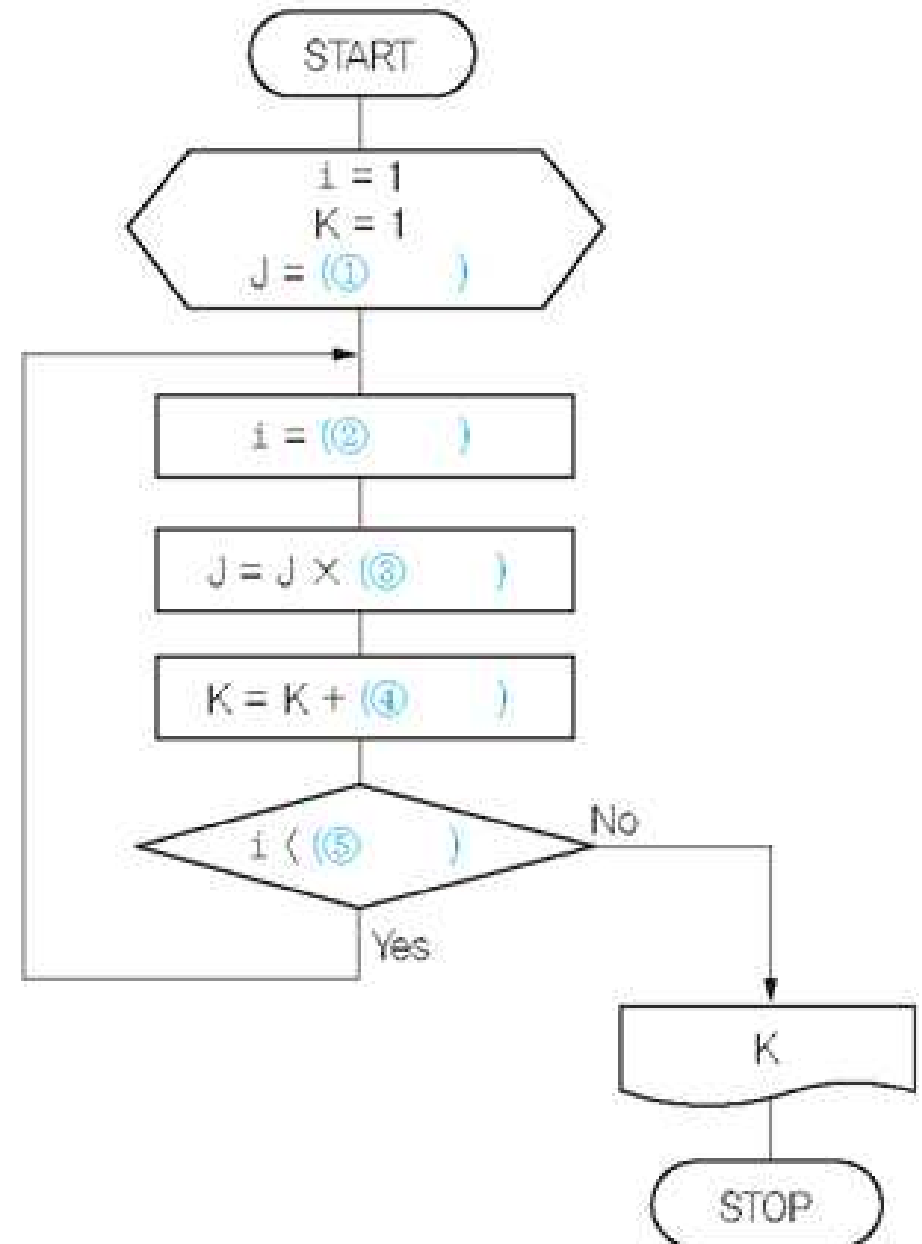 START
i = 1
K = 1
J = (① )
i = (② )
J = J × (③ )
K = K + (④ )
i < (⑤ )
No
Yes
K
STOP